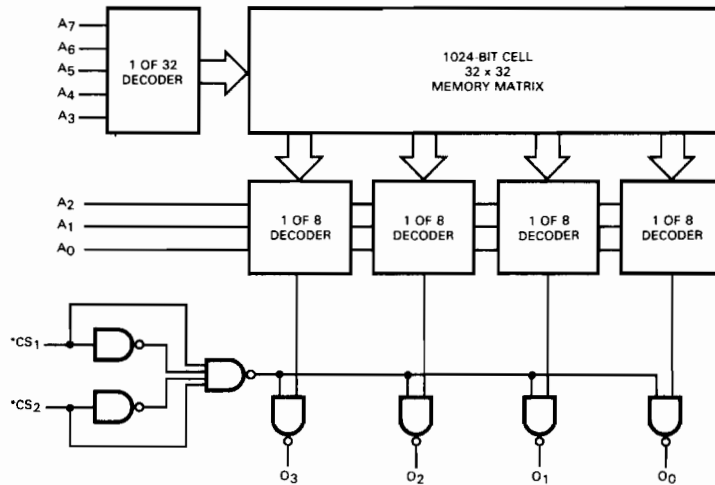 A7
A6
A5
A4
A3
1 OF 32
DECODER
1024-BIT CELL
32 x 32
MEMORY MATRIX
A2
A1
A0
1 OF 8
DECODER
1 OF 8
DECODER
1 OF 8
DECODER
1 OF 8
DECODER
*CS1
*CS2
O3
O2
O1
O0